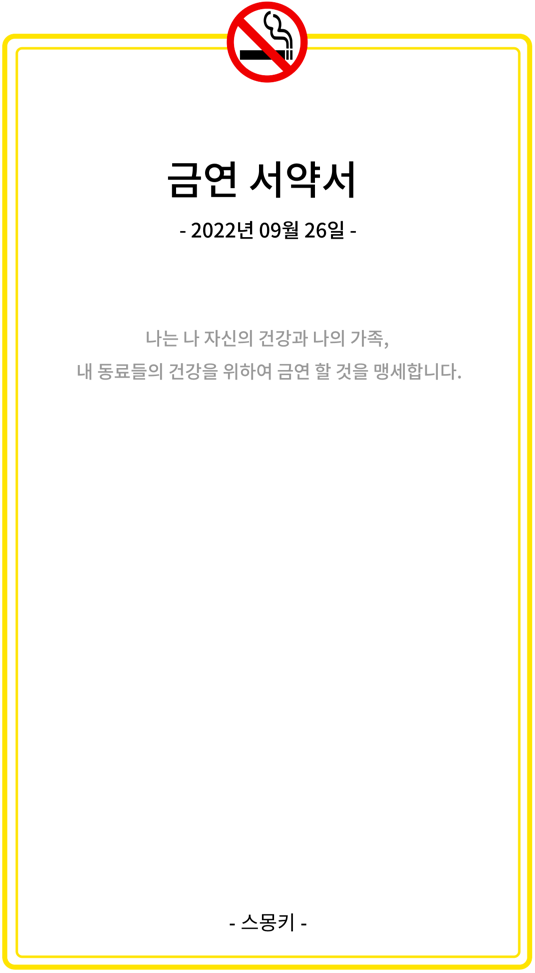 금연 서약서
- 2022년 09월 26일 -
나는 나 자신의 건강과 나의 가족,
내 동료들의 건강을 위하여 금연 할 것을 맹세합니다.
- 스몽키 -